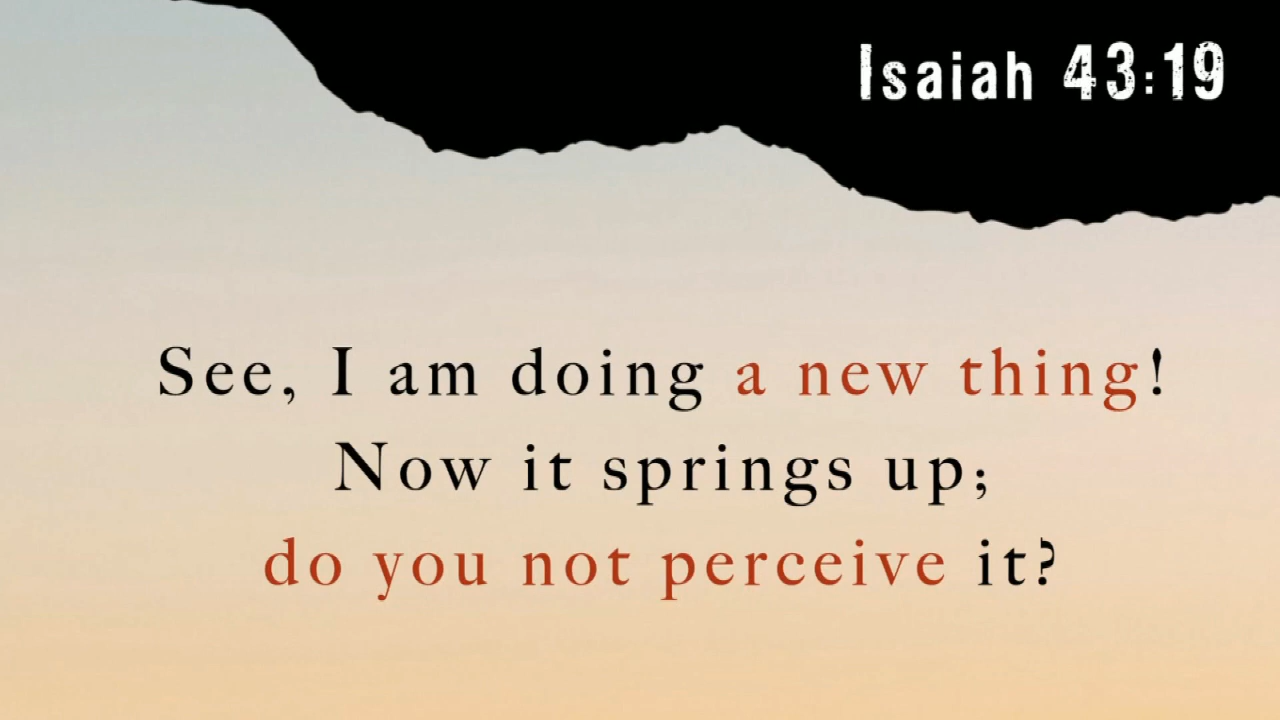 Isaiah 43:19
See, I am doing a new thing!
Now it springs up;
do you not perceive it?